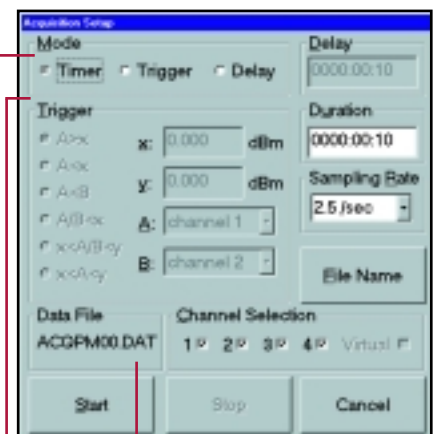 Acquisition Setup
Mode
Timer Trigger Delay
Delay
0000:00:10
Trigger
A>x
A<x
A<B
A/B<x
x<A/B<y
x<A<y
x: 0.000 dBm
y: 0.000 dBm
A: channel 1
B: channel 2
Duration
0000:00:10
Sampling Rate
2.5 /sec
File Name
Data File
ACQPM00.DAT
Channel Selection
1 2 3 4 Virtual
Start Stop Cancel